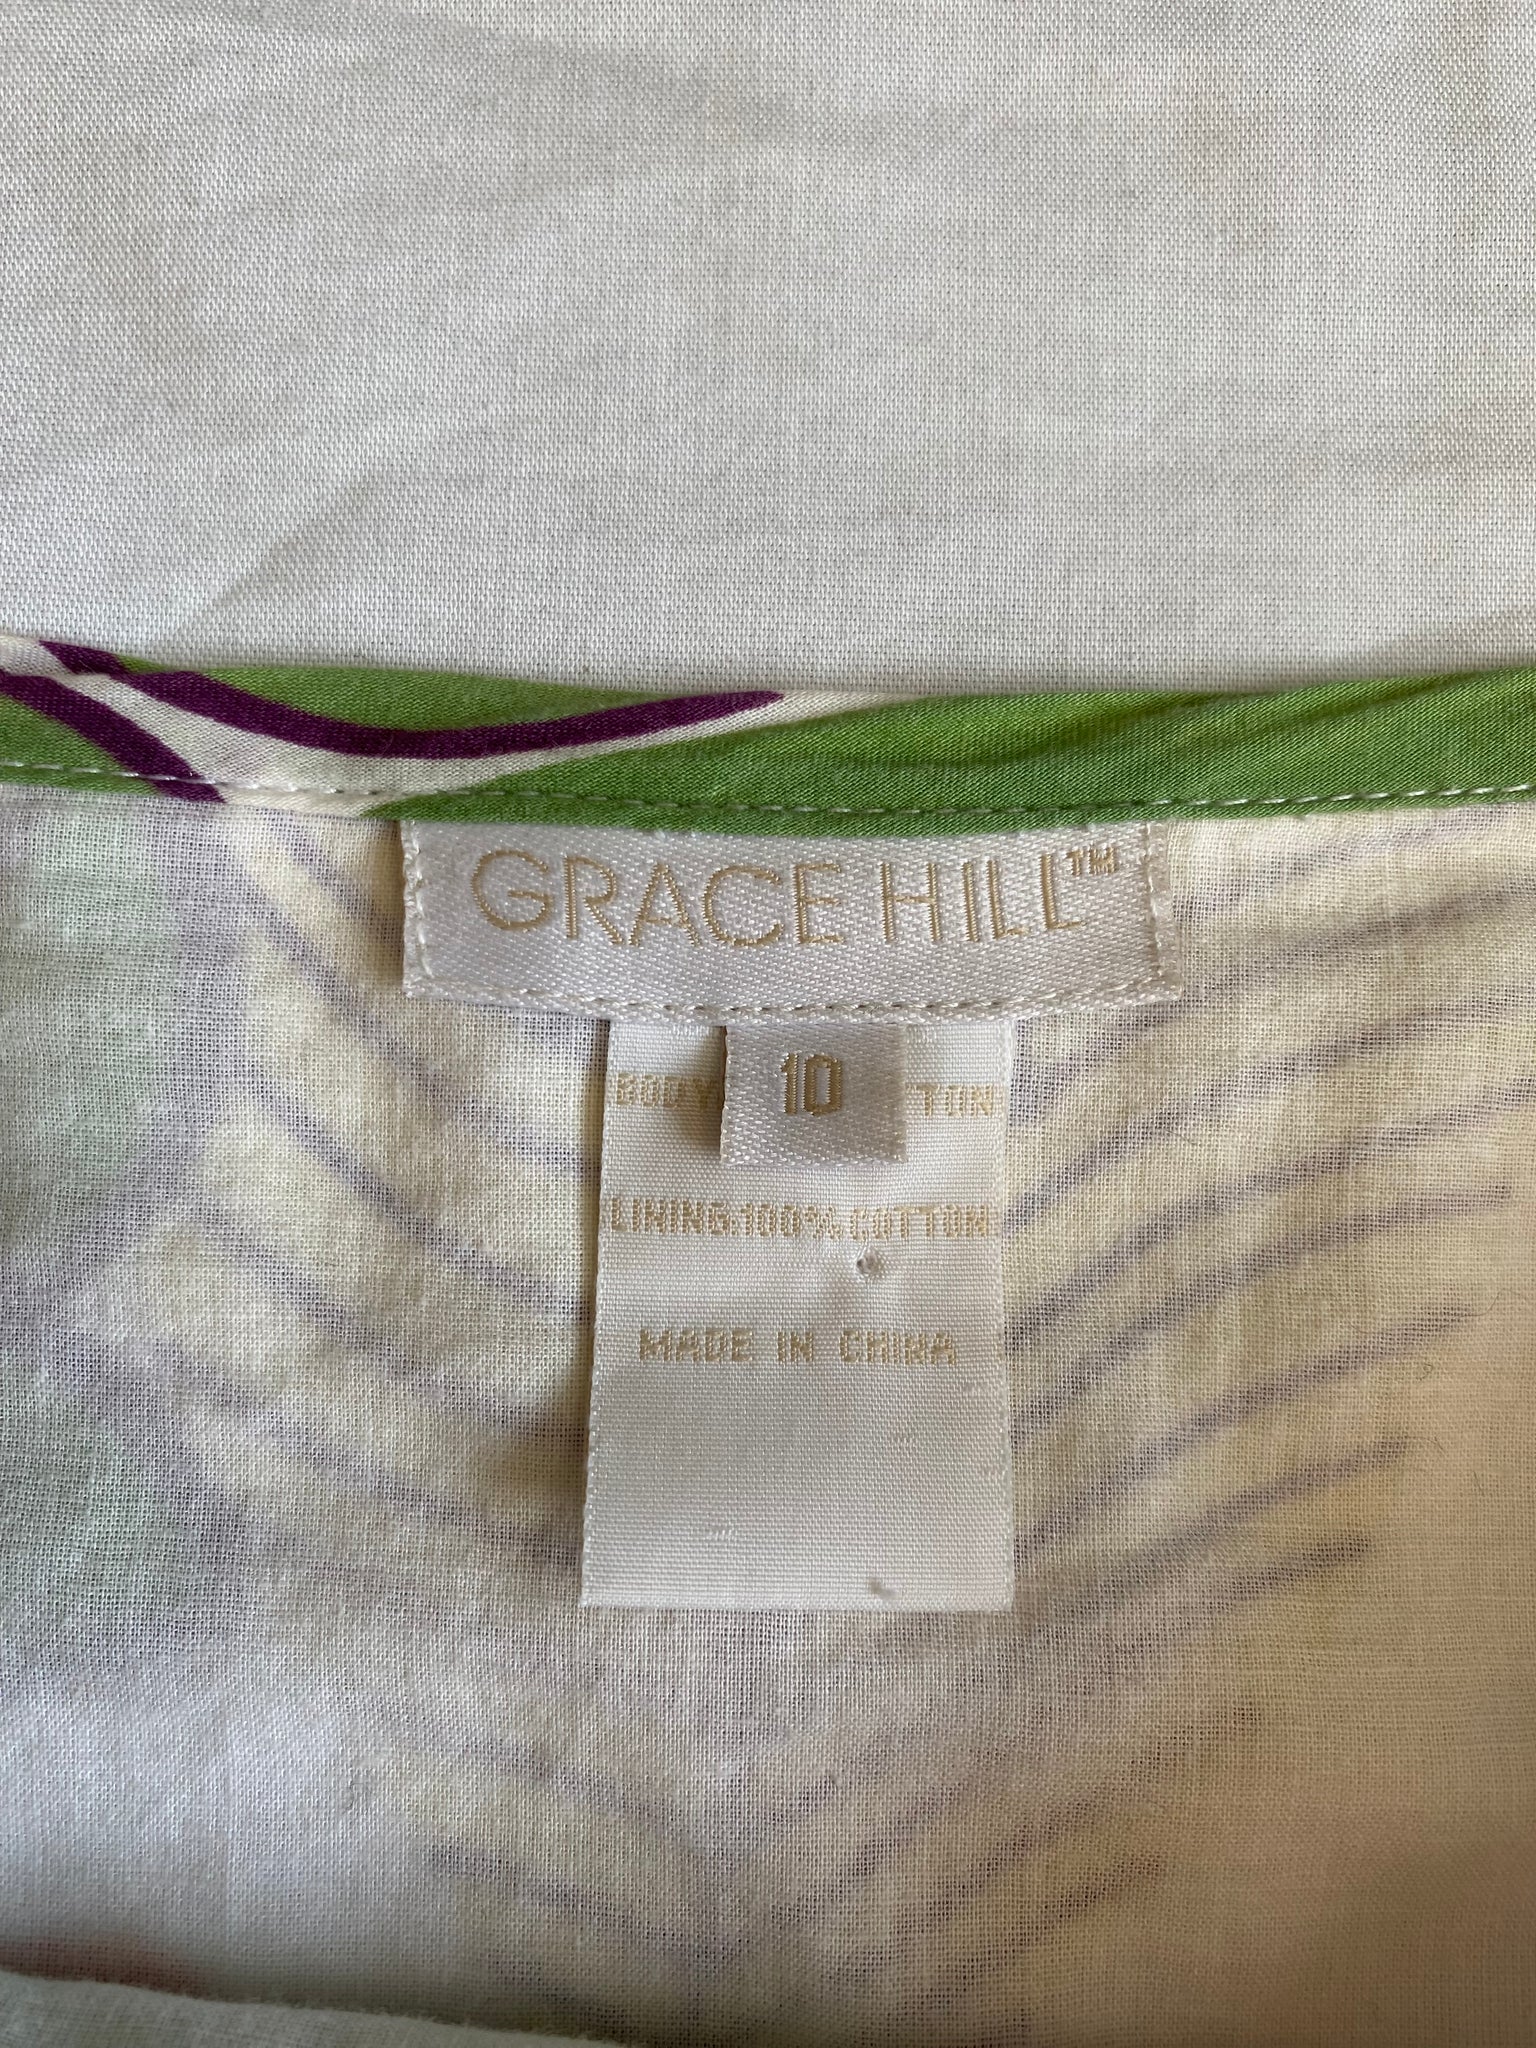 GRACE HILL™
10
BODY
LINING:100%COTTON
MADE IN CHINA